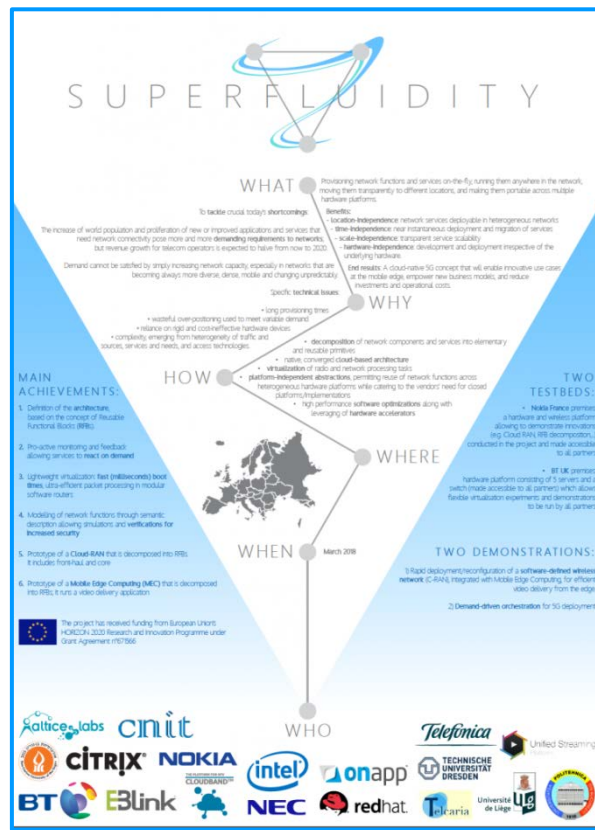 SUPERFLUIDITY
WHAT
Provisioning network functions and services on-the-fly, running them anywhere in the network,
moving them transparently to different locations, and making them portable across multiple
hardware platforms.
To tackle crucial today's shortcomings:
The increase of world population and proliferation of new or improved applications and services that
need network connectivity pose more and more demanding requirements to networks,
but revenue growth for telecom operators is expected to halve from now to 2020.
Demand cannot be satisfied by simply increasing network capacity, especially in networks that are
becoming always more diverse, dense, mobile and changing unpredictably.
Benefits:
- location-independence: network services deployable in heterogeneous networks
- time-independence: near instantaneous deployment and migration of services
- scale-independence: transparent service scalability
- hardware-independence: development and deployment irrespective of the
underlying hardware.
End results: A cloud-native 5G concept that will enable innovative use cases
at the mobile edge, empower new business models, and reduce
investments and operational costs.
WHY
Specific technical issues:
• long provisioning times
• wasteful over-positioning used to meet variable demand
• reliance on rigid and cost-ineffective hardware devices
• complexity, emerging from heterogeneity of traffic and
sources, services and needs, and access technologies.
HOW
• decomposition of network components and services into elementary
and reusable primitives
• native, converged cloud-based architecture
• virtualization of radio and network processing tasks
• platform-independent abstractions, permitting reuse of network functions across
heterogeneous hardware platforms while catering to the vendors' need for closed
platforms/implementations
• high performance software optimizations along with
leveraging of hardware accelerators
MAIN
ACHIEVEMENTS:
1. Definition of the architecture,
based on the concept of Reusable
Functional Blocks (RFBs)
2. Pro-active monitoring and feedback
allowing services to react on demand
3. Lightweight virtualization: fast (milliseconds) boot
times, ultra-efficient packet processing in modular
software routers
4. Modelling of network functions through semantic
description allowing simulations and verifications for
increased security
5. Prototype of a Cloud-RAN that is decomposed into RFBs.
It includes front-haul and core
6. Prototype of a Mobile Edge Computing (MEC) that is decomposed
into RFBs; it runs a video delivery application
TWO
TESTBEDS:
• Nokia France premises
a hardware and wireless platform
allowing to demonstrate innovations
(e.g. Cloud RAN, RFB decomposition,..)
conducted in the project and made accessible
to all partners
• BT UK premises
hardware platform consisting of 5 servers and a
switch (made accessible to all partners) which allows
flexible virtualisation experiments and demonstrations
to be run by all partners
WHERE
WHEN
March 2018
TWO DEMONSTRATIONS:
1) Rapid deployment/reconfiguration of a software-defined wireless
network (C-RAN), integrated with Mobile Edge Computing, for efficient
video delivery from the edge
2) Demand-driven orchestration for 5G deployment
The project has received funding from European Union's
HORIZON 2020 Research and Innovation Programme under
Grant Agreement n°671566
WHO
altice labs
cnit
Telefónica
Unified Streaming
CITRIX
NOKIA
CLOUDBAND
intel
onapp
TECHNISCHE
UNIVERSITÄT
DRESDEN
BT
EBlink
NEC
redhat
Telcaria
Université
de Liège
POLITEHNICA